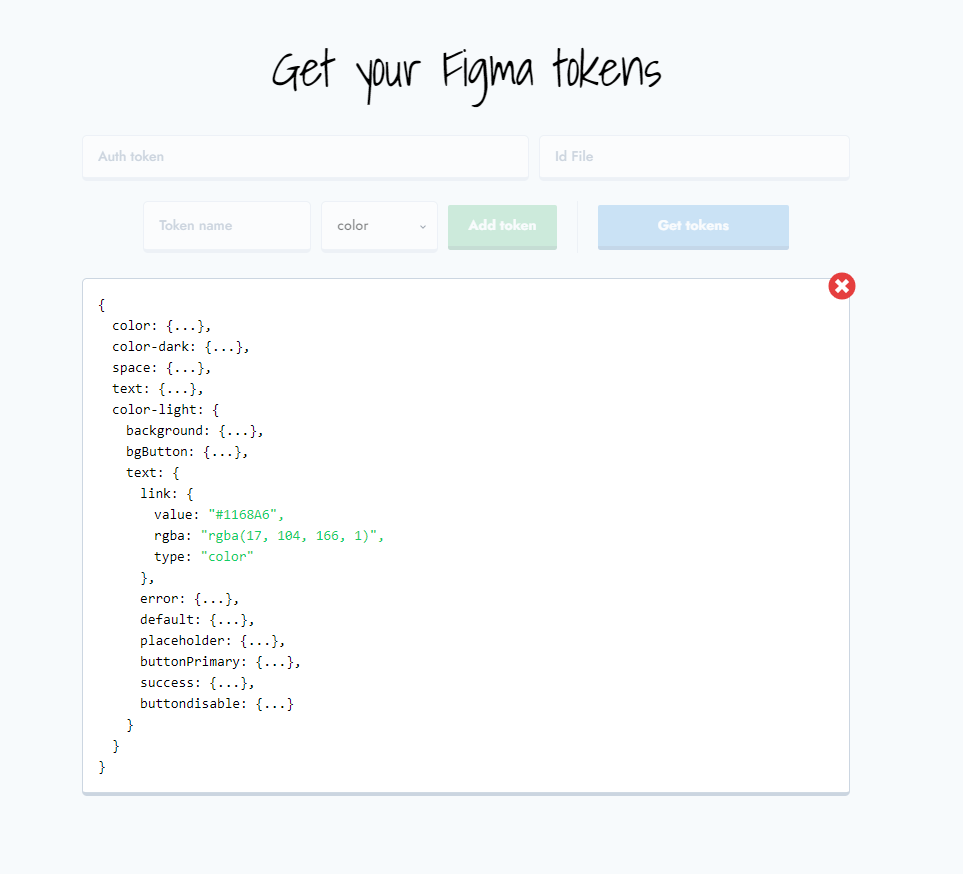 Get your Figma tokens
Auth token
Id File
Token name
color
Add token
Get tokens
{
  color: {...},
  color-dark: {...},
  space: {...},
  text: {...},
  color-light: {
    background: {...},
    bgButton: {...},
    text: {
      link: {
        value: "#1168A6",
        rgba: "rgba(17, 104, 166, 1)",
        type: "color"
      },
      error: {...},
      default: {...},
      placeholder: {...},
      buttonPrimary: {...},
      success: {...},
      buttondisable: {...}
    }
  }
}